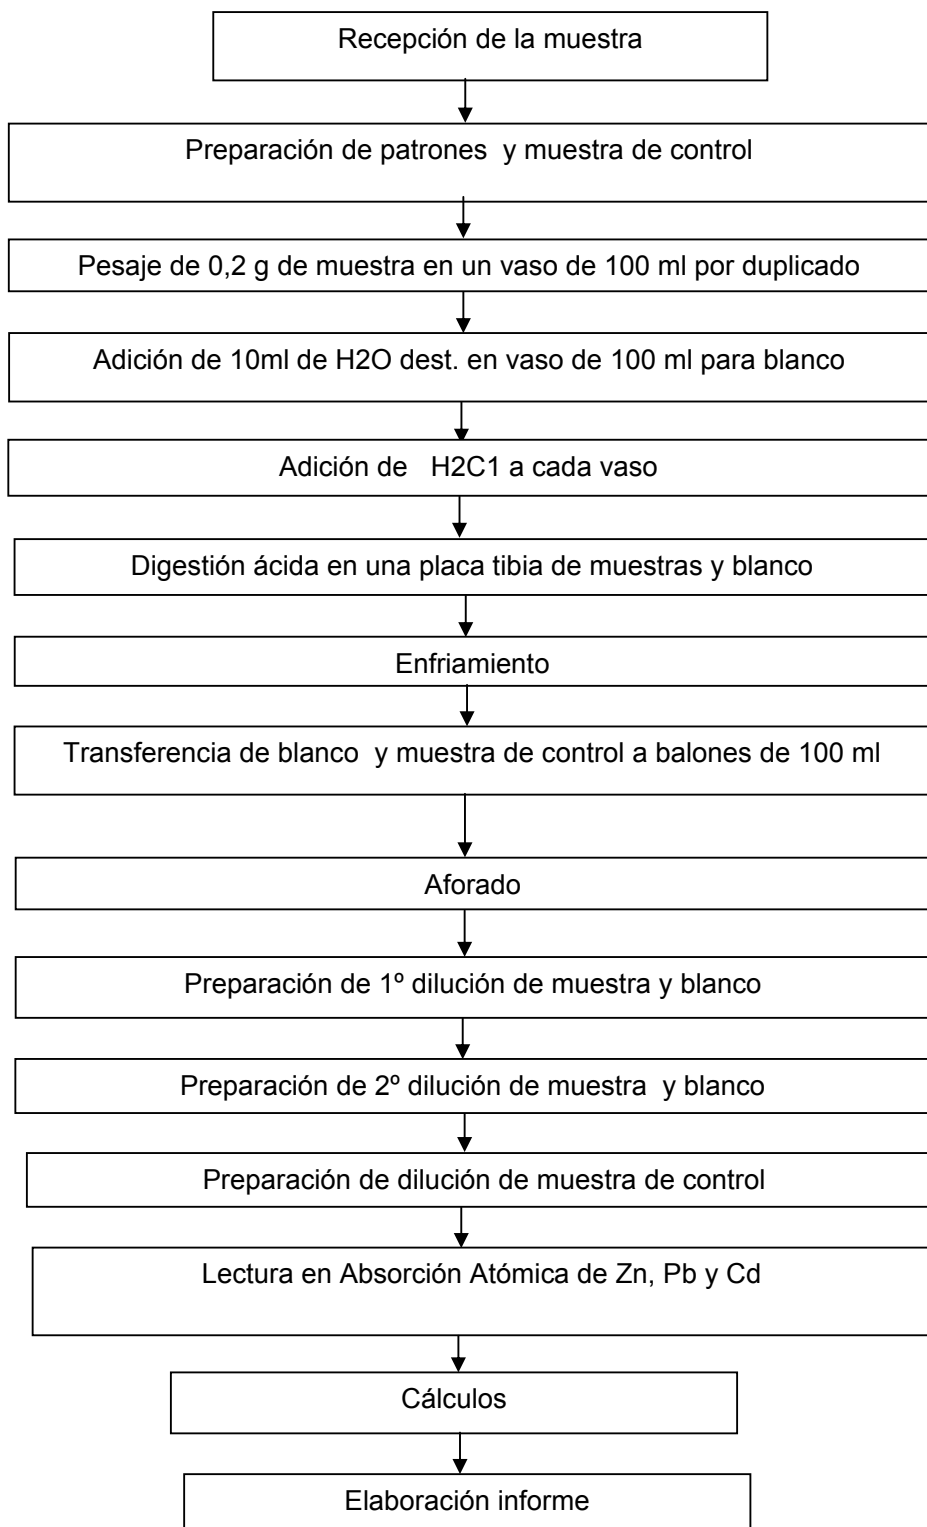 Recepción de la muestra
Preparación de patrones y muestra de control
Pesaje de 0,2 g de muestra en un vaso de 100 ml por duplicado
Adición de 10ml de H2O dest. en vaso de 100 ml para blanco
Adición de H2C1 a cada vaso
Digestión ácida en una placa tibia de muestras y blanco
Enfriamiento
Transferencia de blanco y muestra de control a balones de 100 ml
Aforado
Preparación de 1º dilución de muestra y blanco
Preparación de 2º dilución de muestra y blanco
Preparación de dilución de muestra de control
Lectura en Absorción Atómica de Zn, Pb y Cd
Cálculos
Elaboración informe